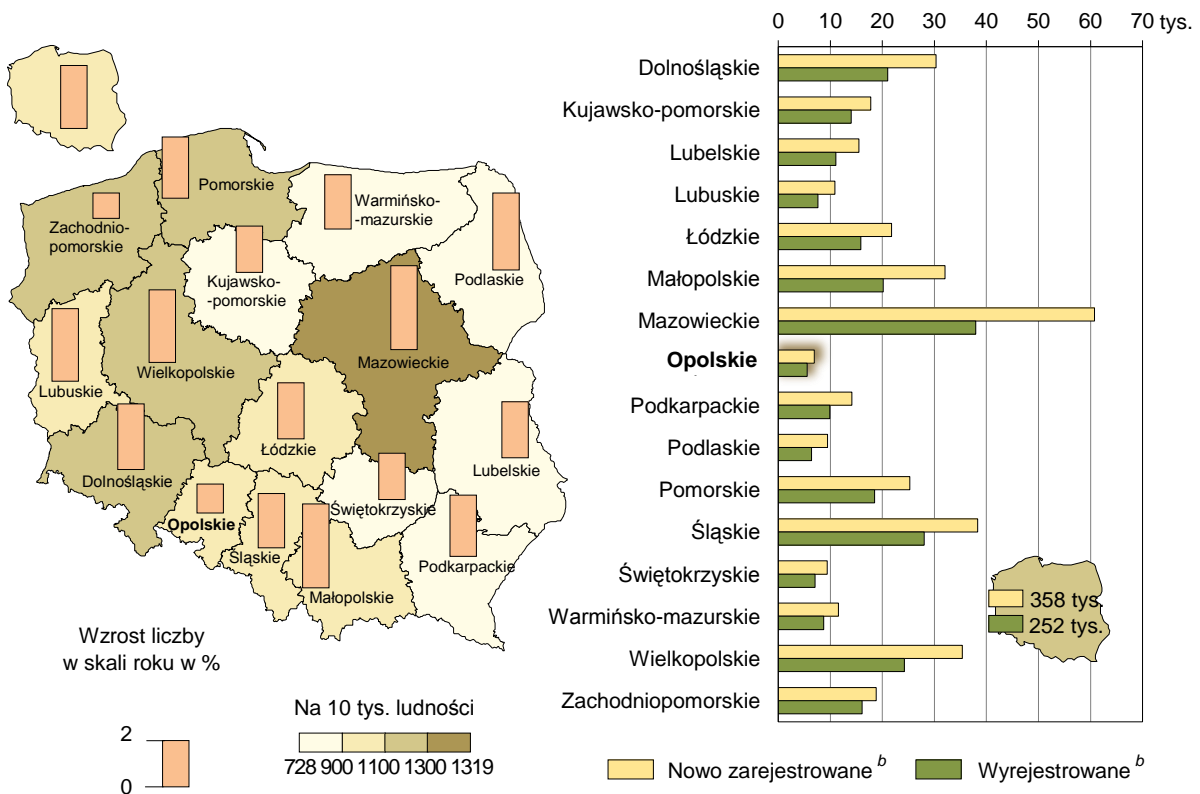 Pomorskie
Warmińsko-
-mazurskie
Zachodnio-
pomorskie
Podlaskie
Kujawsko-
-pomorskie
Mazowieckie
Wielkopolskie
Lubuskie
Łódzkie
Lubelskie
Dolnośląskie
Świętokrzyskie
Opolskie
Śląskie
Podkarpackie
Małopolskie
Wzrost liczby
w skali roku w %
2
0
Na 10 tys. ludności
728 900 1100 1300 1319
0 10 20 30 40 50 60 70 tys.
Dolnośląskie
Kujawsko-pomorskie
Lubelskie
Lubuskie
Łódzkie
Małopolskie
Mazowieckie
Opolskie
Podkarpackie
Podlaskie
Pomorskie
Śląskie
Świętokrzyskie
Warmińsko-mazurskie
Wielkopolskie
Zachodniopomorskie
358 tys.
252 tys.
Nowo zarejestrowane b
Wyrejestrowane b